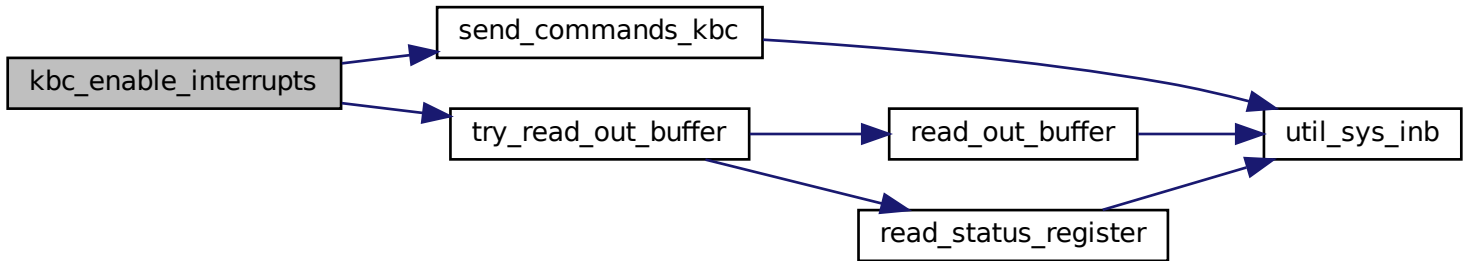 send_commands_kbc
kbc_enable_interrupts
try_read_out_buffer
read_out_buffer
util_sys_inb
read_status_register